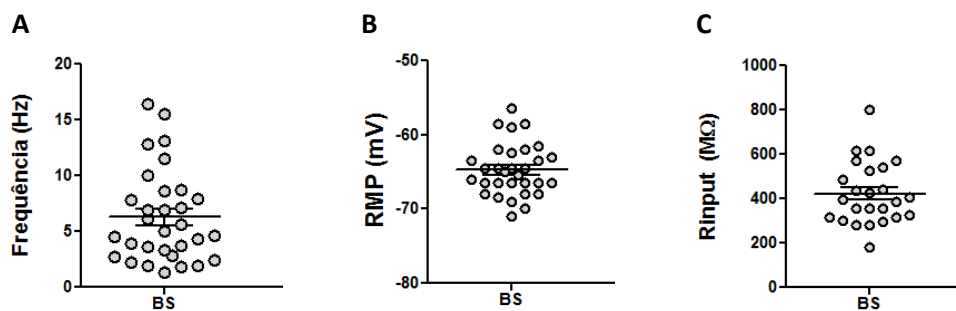 A
Frequência (Hz)
20
15
10
5
0
BS
B
RMP (mV)
-50
-60
-70
-80
BS
C
Rinput (MΩ)
1000
800
600
400
200
0
BS